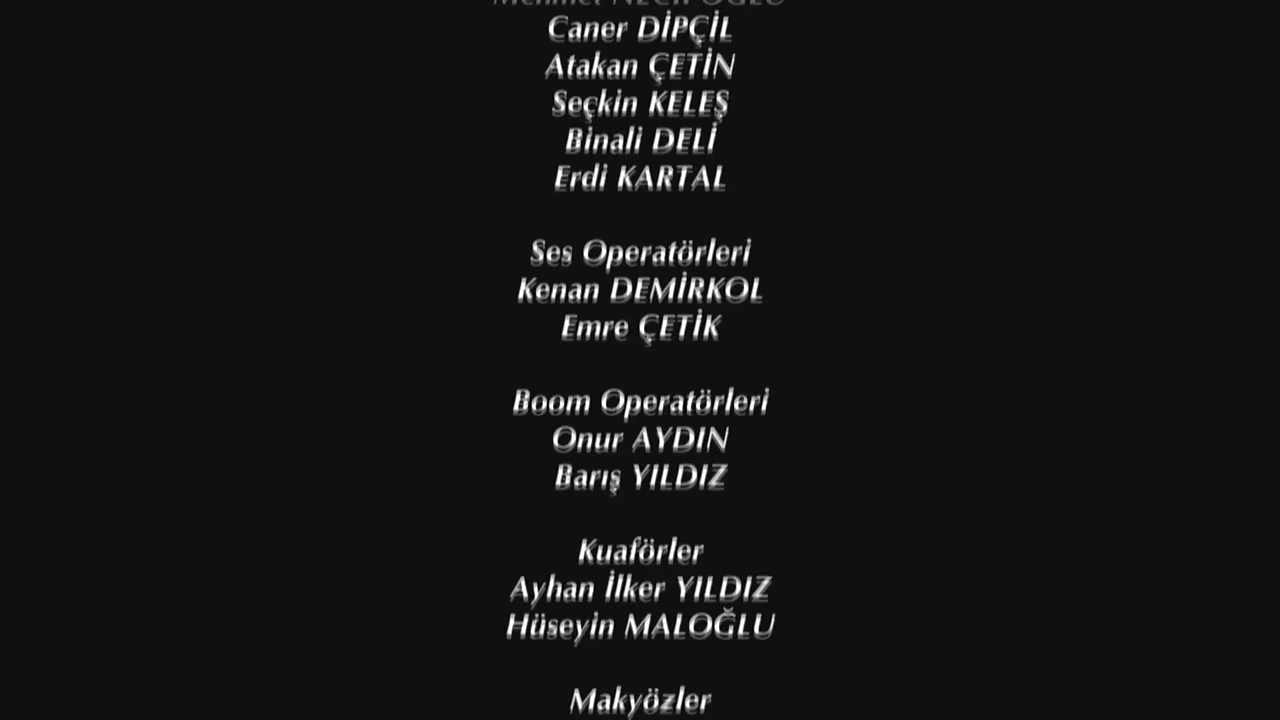 Caner DİPÇİL
Atakan ÇETİN
Seçkin KELEŞ
Binali DELİ
Erdi KARTAL
Ses Operatörleri
Kenan DEMİRKOL
Emre ÇETİK
Boom Operatörleri
Onur AYDIN
Barış YILDIZ
Kuaförler
Ayhan İlker YILDIZ
Hüseyin MALOĞLU
Makyözler